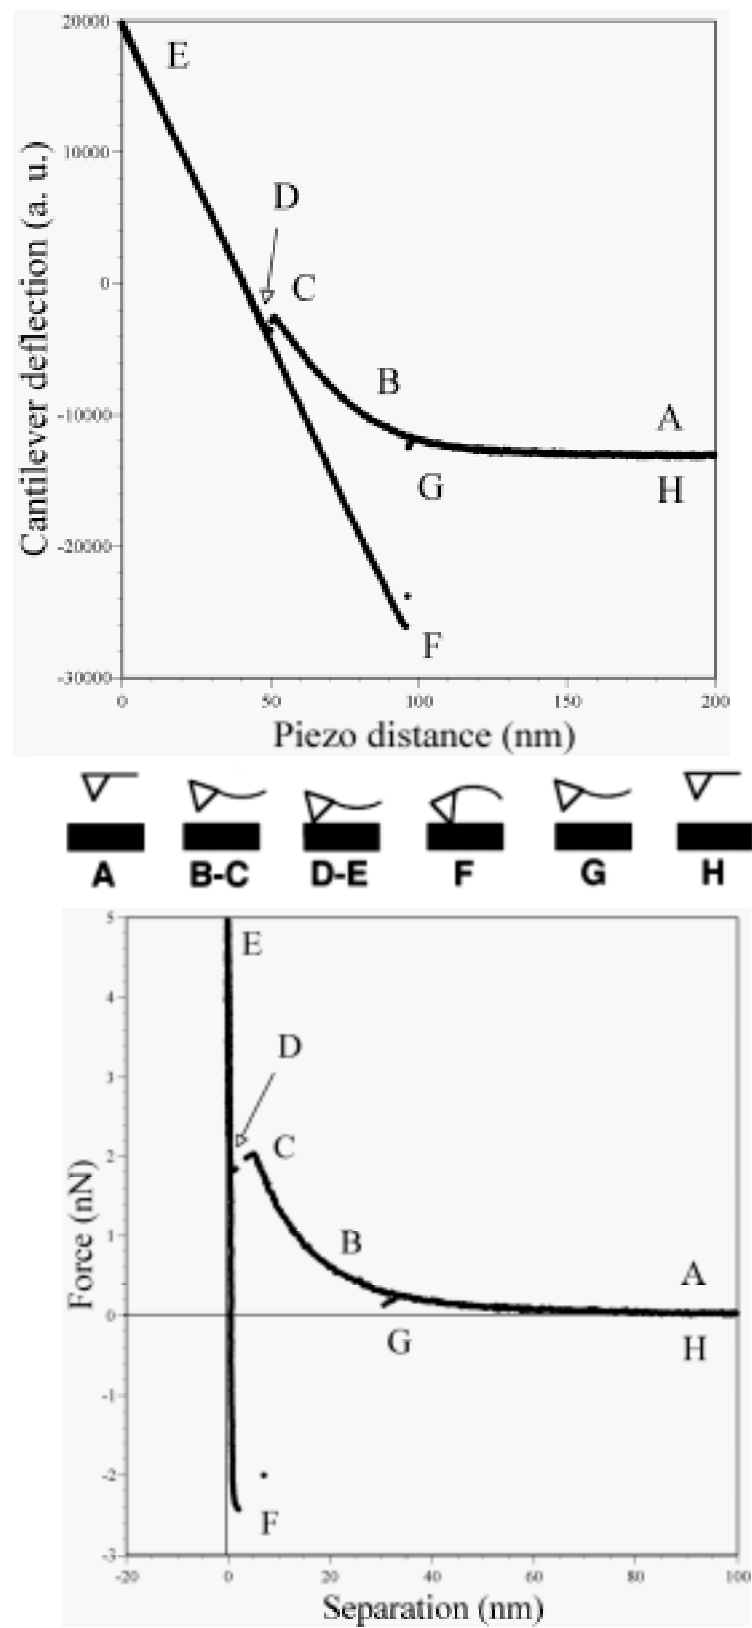 20000
E
10000
D
C
0
B
-10000
A
G
H
-20000
F
-30000
0 50 100 150 200
Cantilever deflection (a. u.)
Piezo distance (nm)
A B-C D-E F G H
5
E
4
D
3
2
C
1
B
A
0
G
H
-1
-2
F
-3
-20 0 20 40 60 80 100
Force (nN)
Separation (nm)